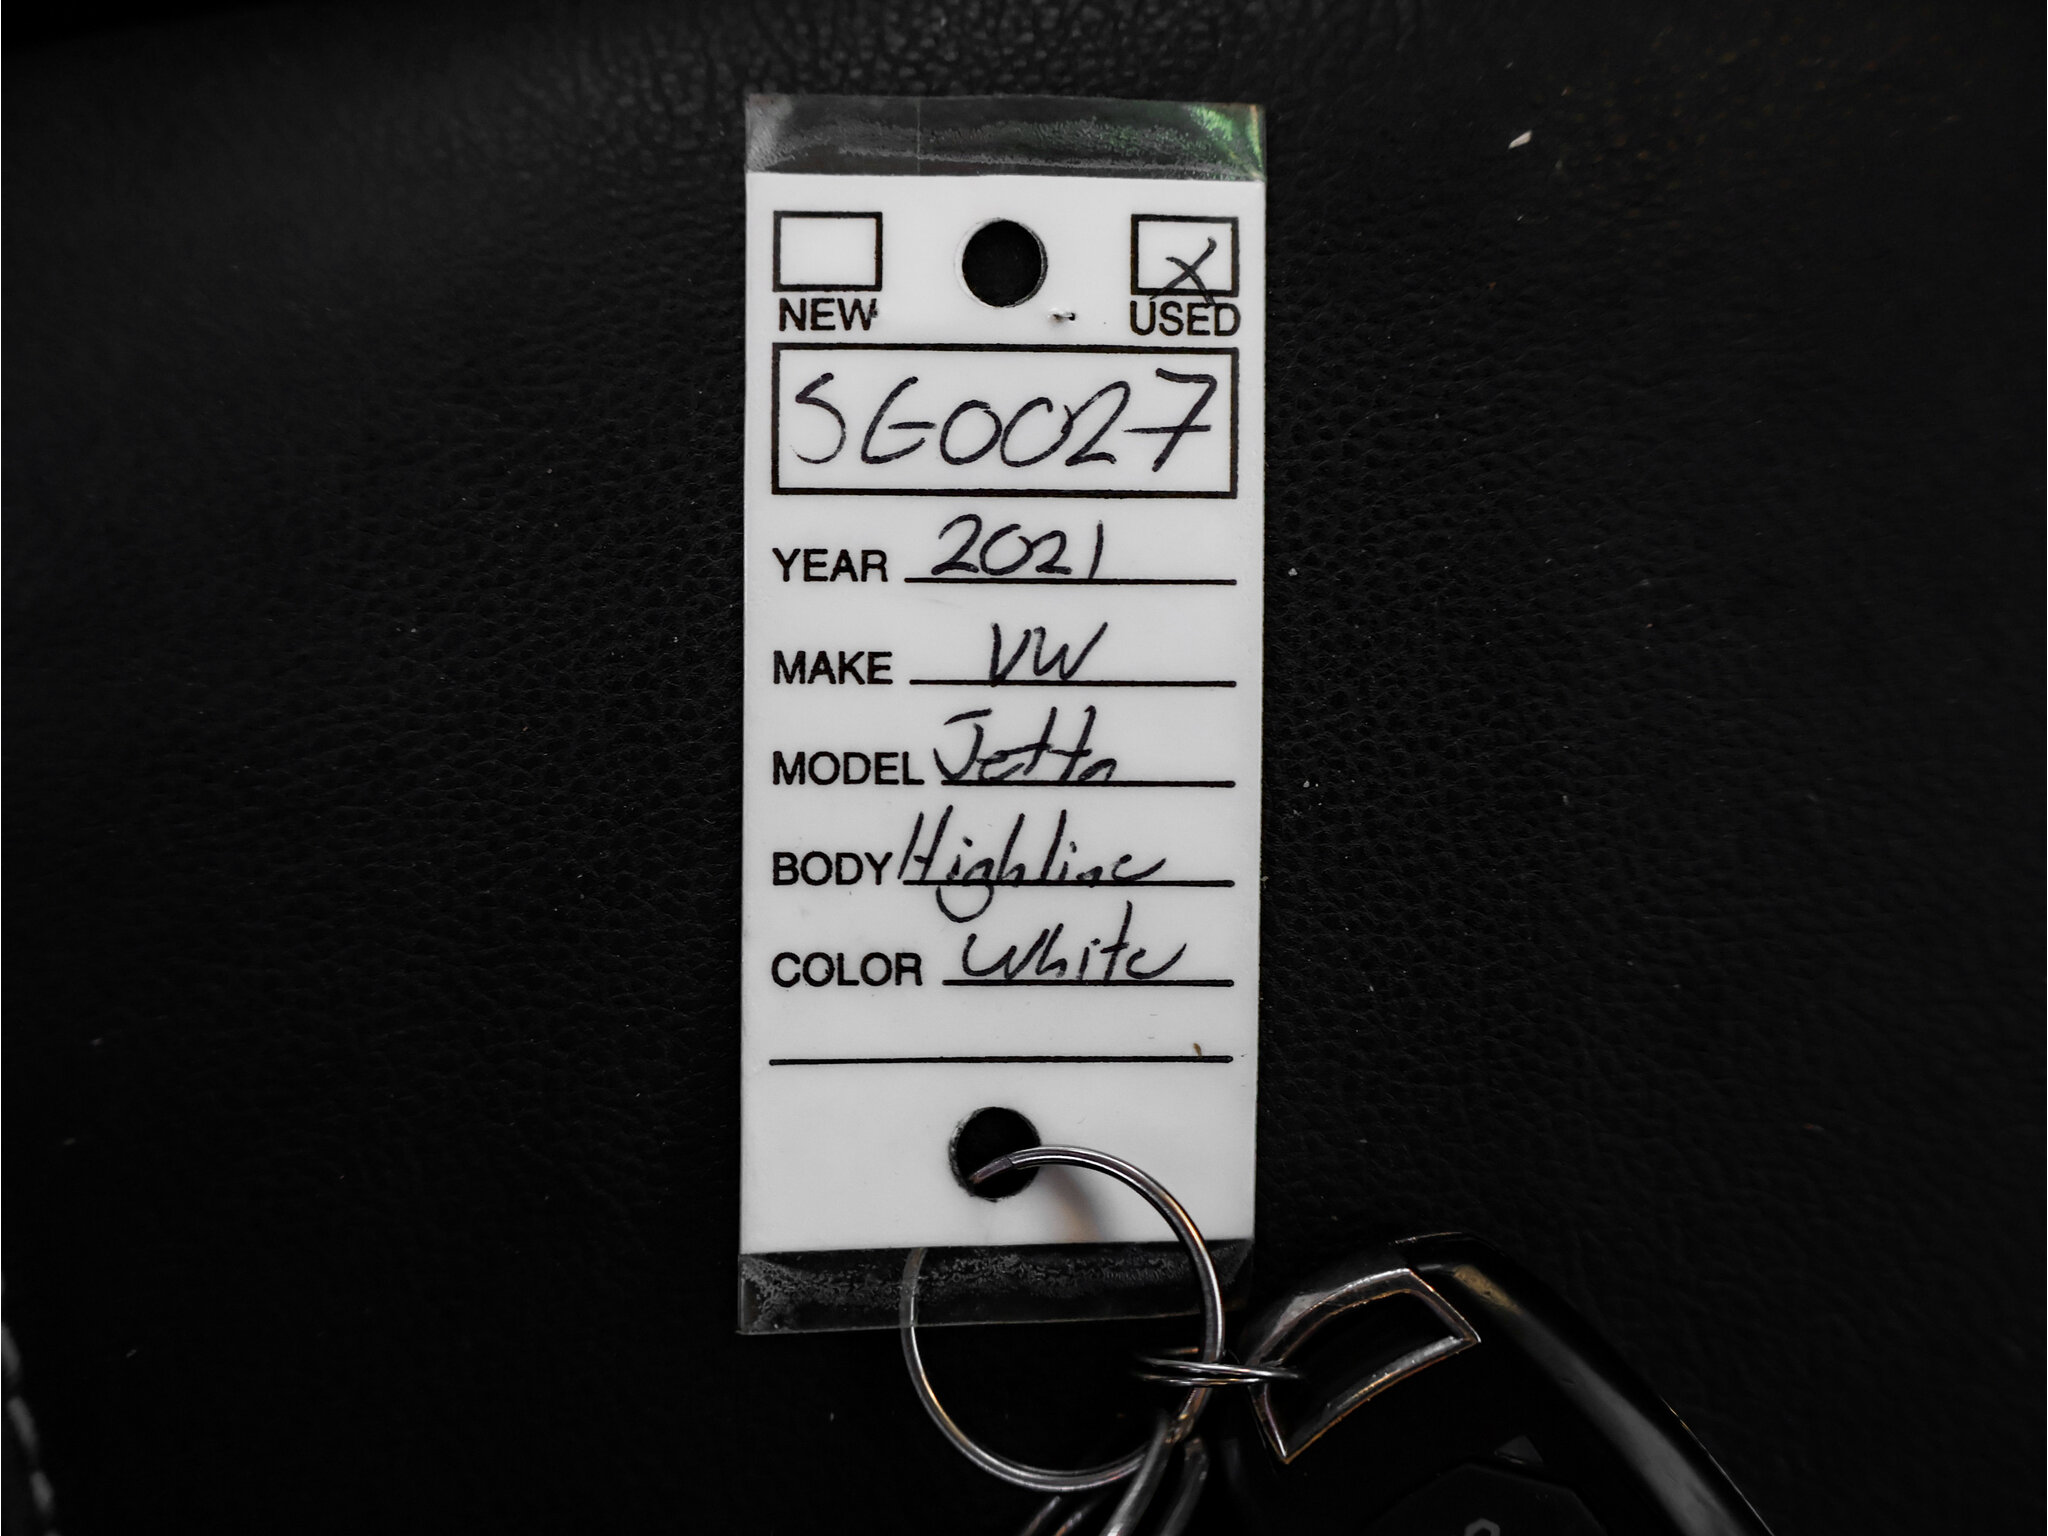 NEW USED
X
SG0027
YEAR 2021
MAKE VW
MODEL Jetta
BODY Highline
COLOR White